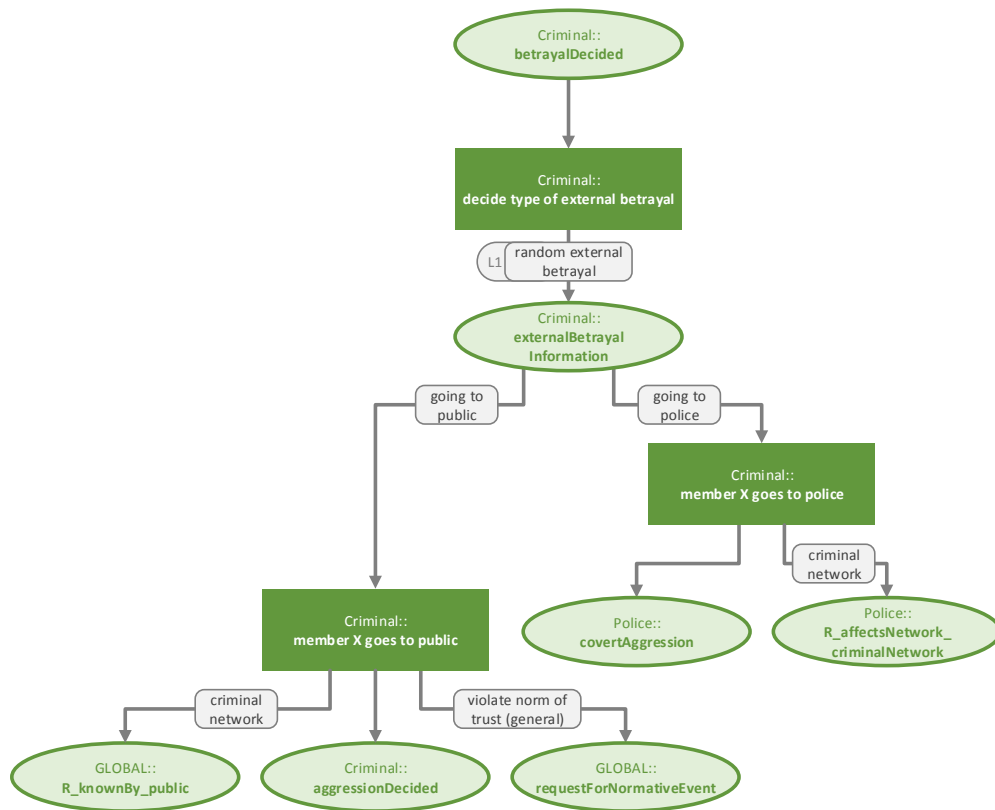 Criminal::
betrayalDecided
Criminal::
decide type of external betrayal
L1
random external
betrayal
Criminal::
externalBetrayal
Information
going to
public
going to
police
Criminal::
member X goes to police
criminal
network
Criminal::
member X goes to public
Police::
covertAggression
Police::
R_affectsNetwork_
criminalNetwork
criminal
network
violate norm of
trust (general)
GLOBAL::
R_knownBy_public
Criminal::
aggressionDecided
GLOBAL::
requestForNormativeEvent